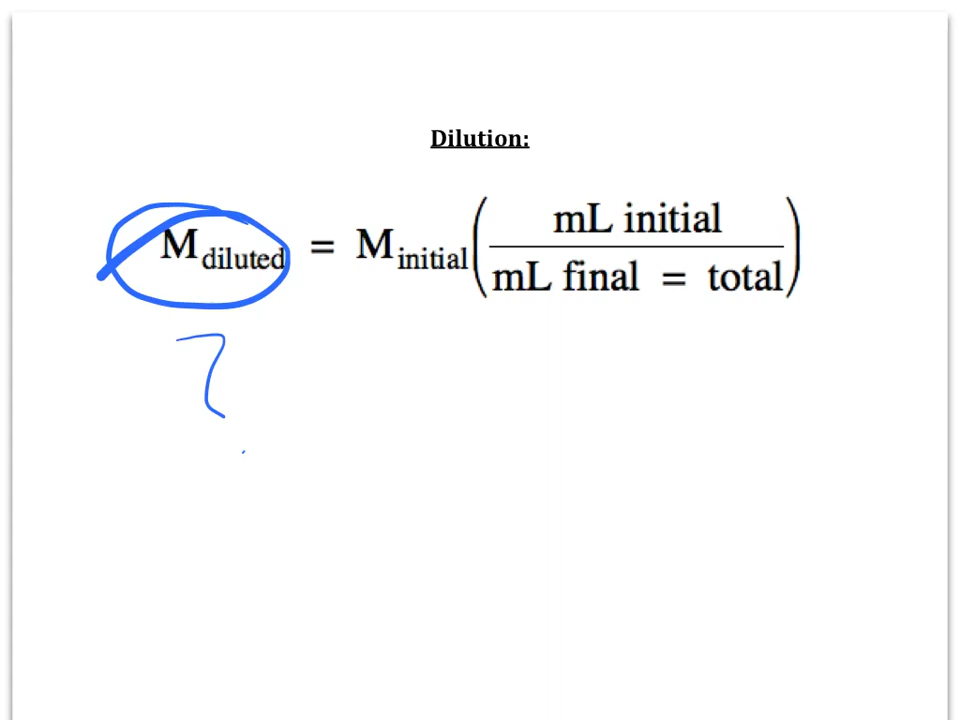 Dilution:
M diluted = M initial ( mL initial / mL final = total )
?